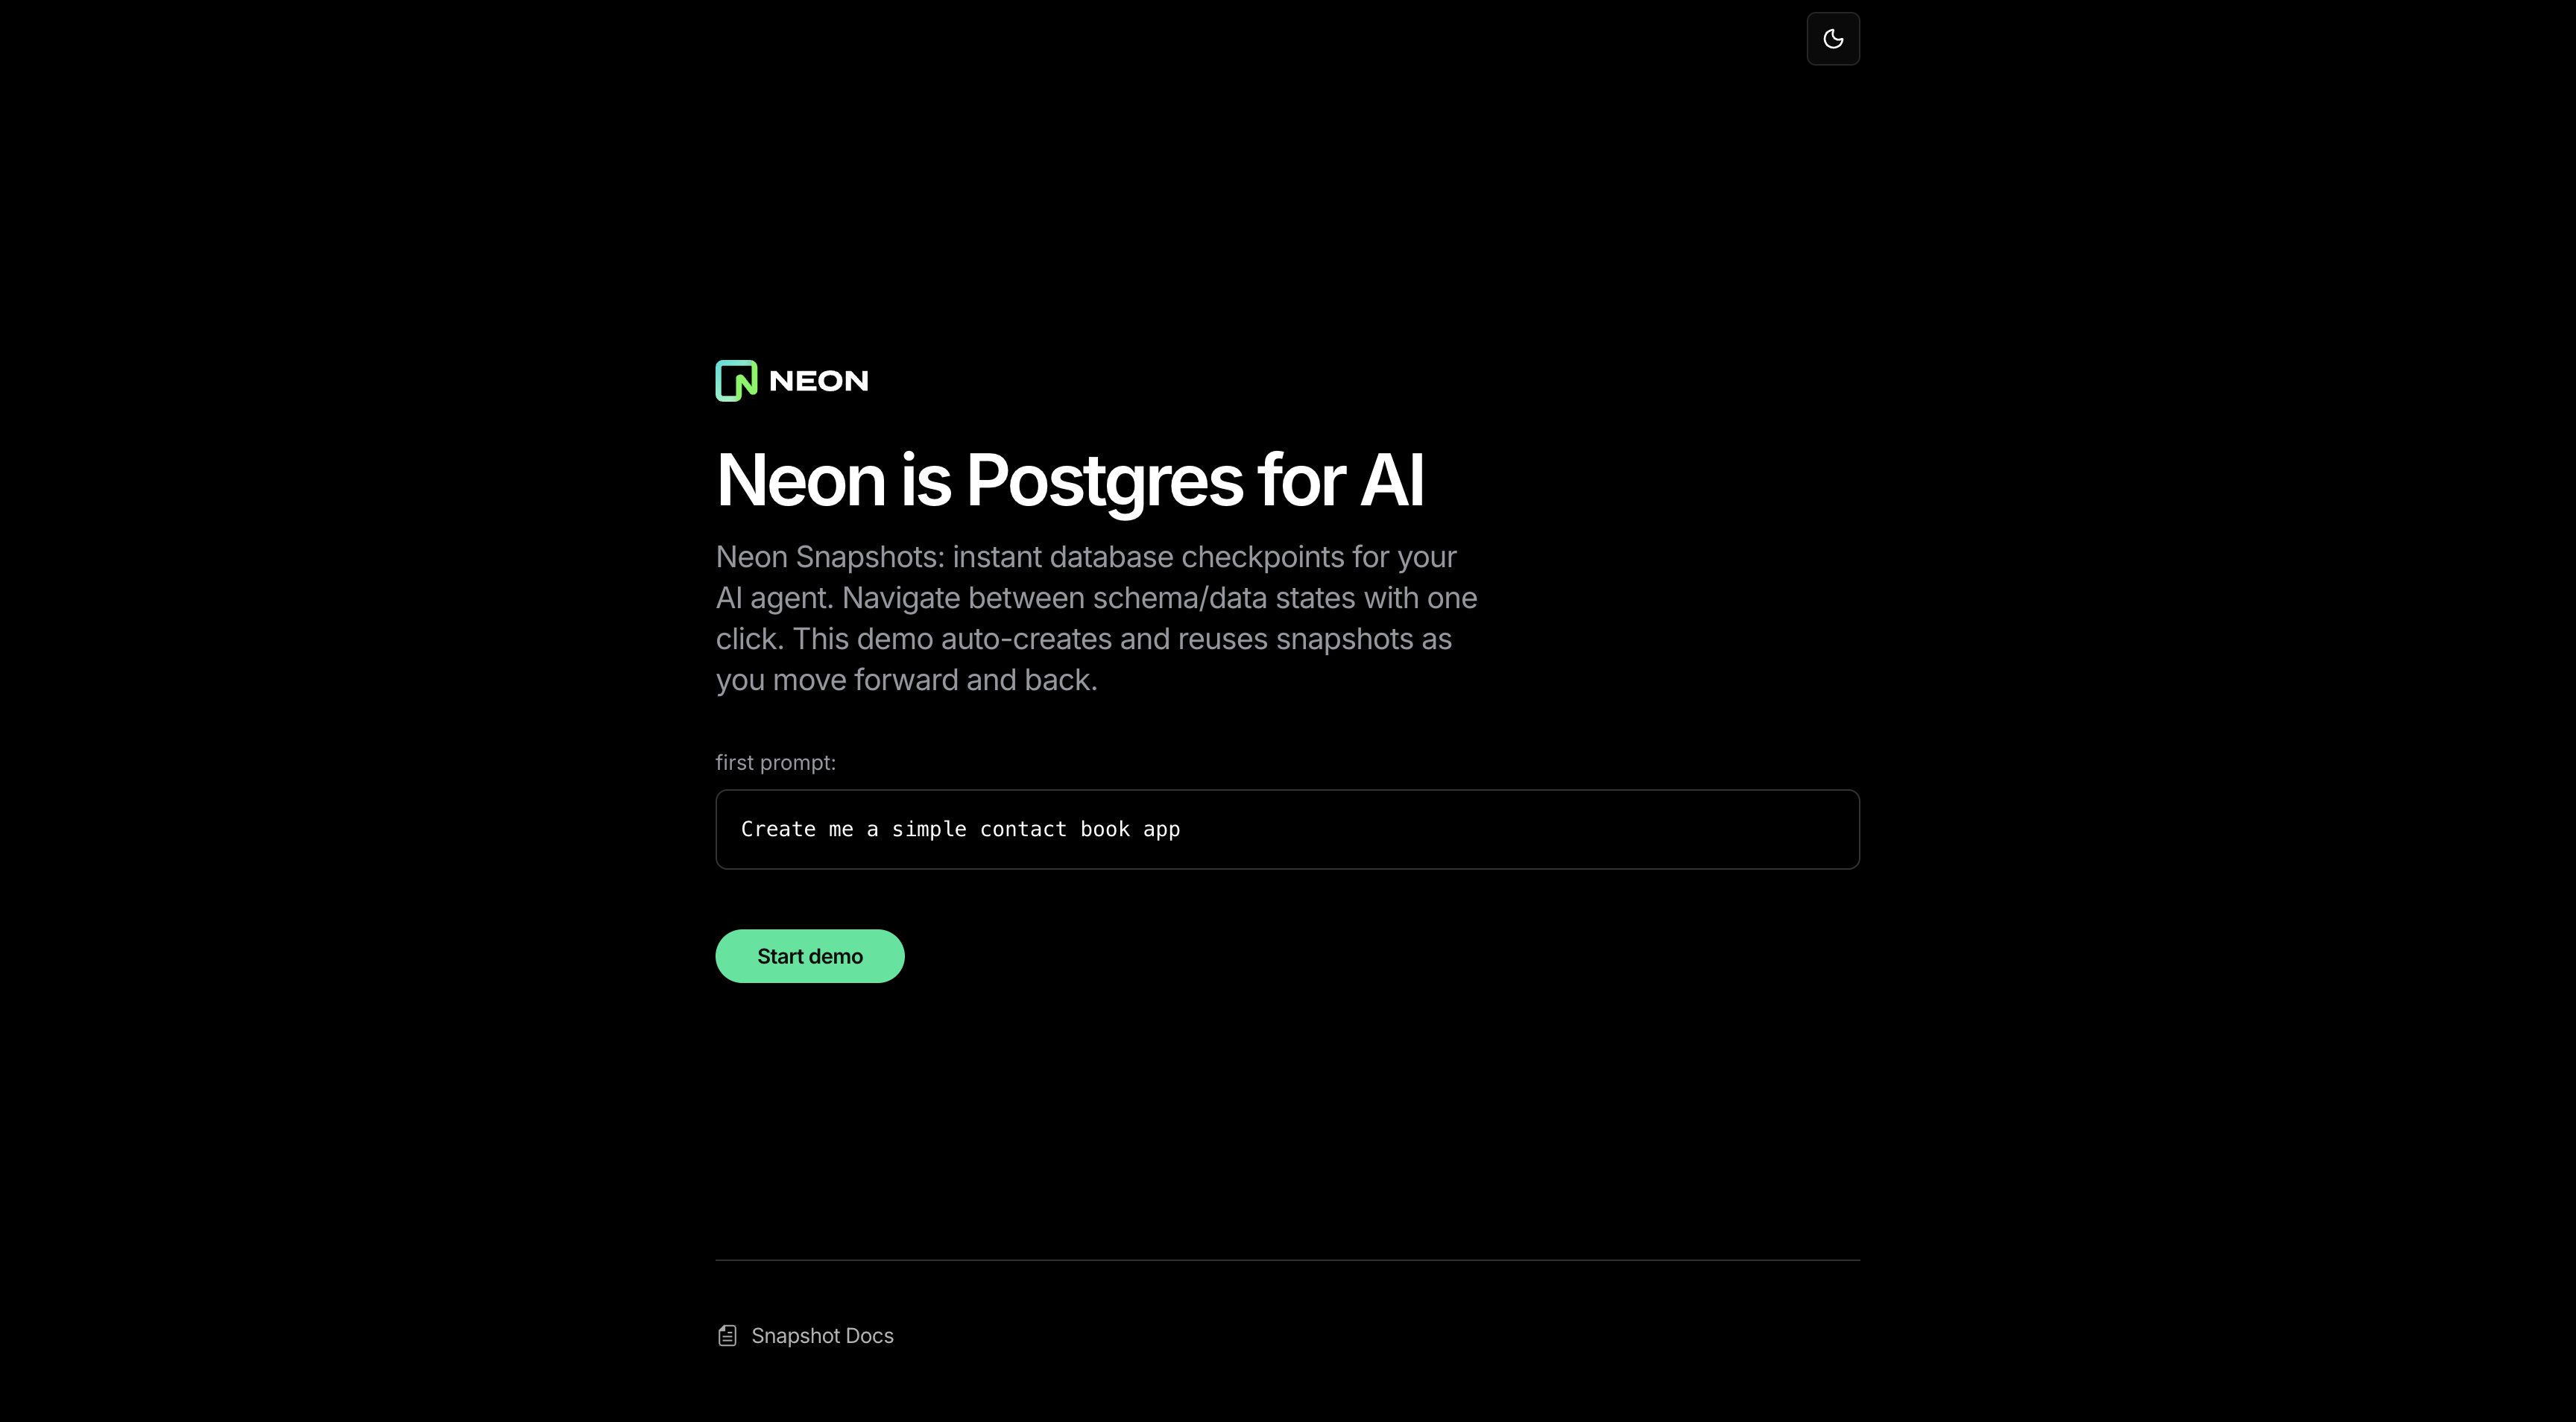 NEON
Neon is Postgres for AI
Neon Snapshots: instant database checkpoints for your
AI agent. Navigate between schema/data states with one
click. This demo auto-creates and reuses snapshots as
you move forward and back.
first prompt:
Create me a simple contact book app
Start demo
Snapshot Docs